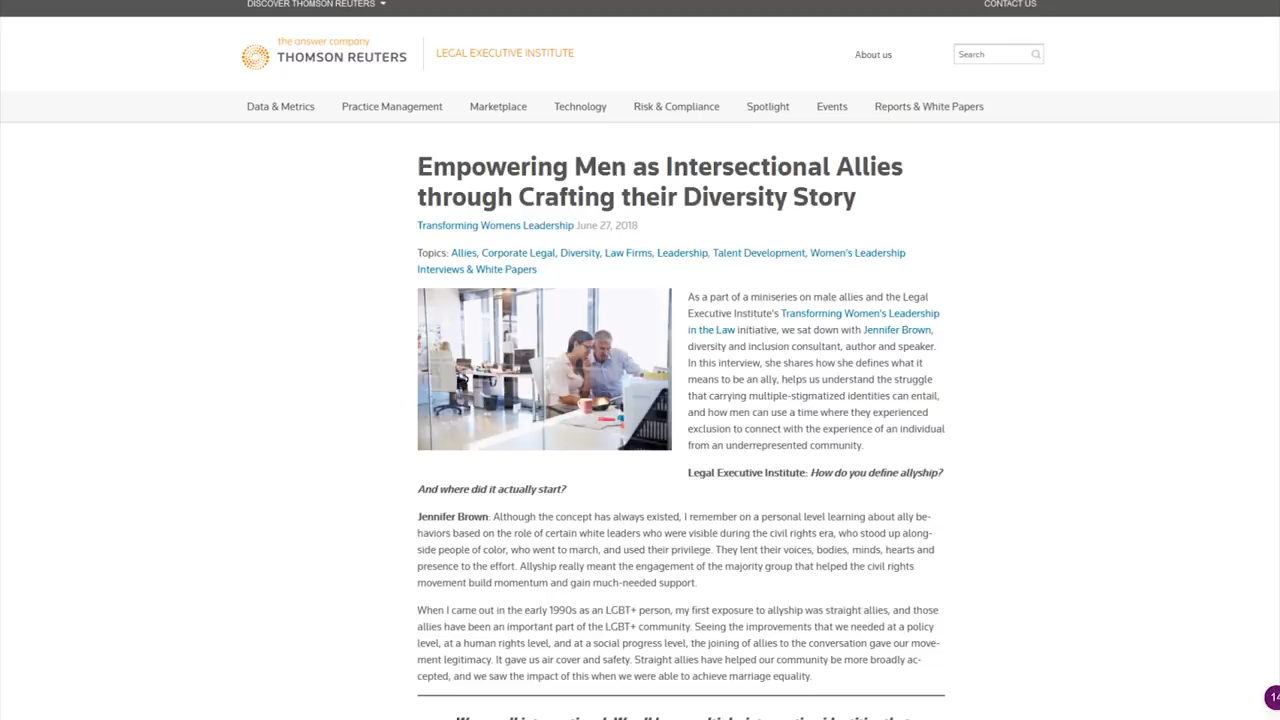 DISCOVER THOMSON REUTERS
CONTACT US
the answer company
THOMSON REUTERS
LEGAL EXECUTIVE INSTITUTE
About us
Search
Data & Metrics
Practice Management
Marketplace
Technology
Risk & Compliance
Spotlight
Events
Reports & White Papers
Empowering Men as Intersectional Allies
through Crafting their Diversity Story
Transforming Womens Leadership June 27, 2018
Topics: Allies, Corporate Legal, Diversity, Law Firms, Leadership, Talent Development, Women's Leadership
Interviews & White Papers
As a part of a miniseries on male allies and the Legal
Executive Institute's Transforming Women's Leadership
in the Law initiative, we sat down with Jennifer Brown,
diversity and inclusion consultant, author and speaker.
In this interview, she shares how she defines what it
means to be an ally, helps us understand the struggle
that carrying multiple-stigmatized identities can entail,
and how men can use a time where they experienced
exclusion to connect with the experience of an individual
from an underrepresented community.
Legal Executive Institute: How do you define allyship?
And where did it actually start?
Jennifer Brown: Although the concept has always existed, I remember on a personal level learning about ally be-
haviors based on the role of certain white leaders who were visible during the civil rights era, who stood up along-
side people of color, who went to march, and used their privilege. They lent their voices, bodies, minds, hearts and
presence to the effort. Allyship really meant the engagement of the majority group that helped the civil rights
movement build momentum and gain much-needed support.
When I came out in the early 1990s as an LGBT+ person, my first exposure to allyship was straight allies, and those
allies have been an important part of the LGBT+ community. Seeing the improvements that we needed at a policy
level, at a human rights level, and at a social progress level, the joining of allies to the conversation gave our move-
ment legitimacy. It gave us air cover and safety. Straight allies have helped our community be more broadly ac-
cepted, and we saw the impact of this when we were able to achieve marriage equality.
14